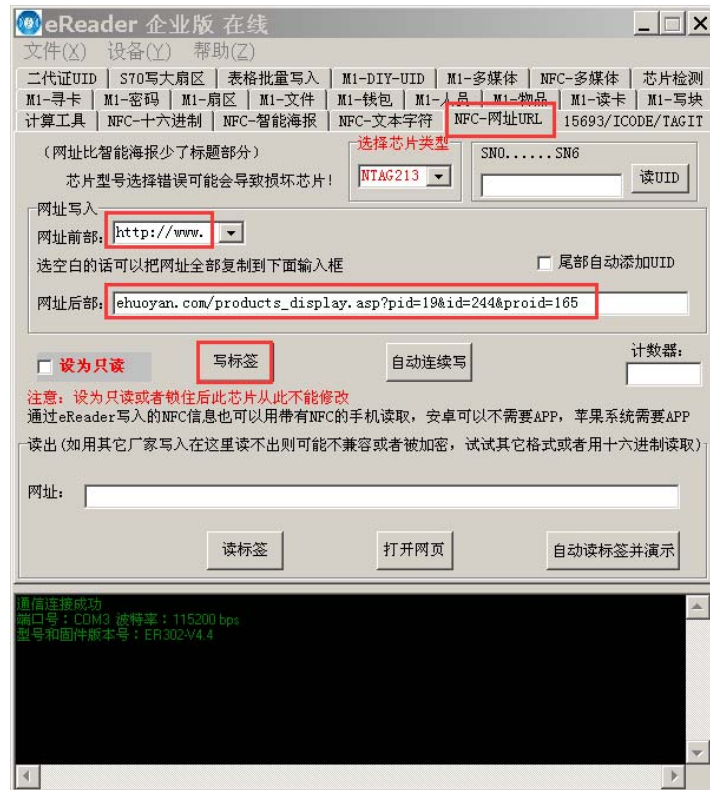 eReader 企业版 在线
文件(X) 设备(Y) 帮助(Z)
二代证UID S70写大扇区 表格批量写入 M1-DIY-UID M1-多媒体 NFC-多媒体 芯片检测
M1-寻卡 M1-密码 M1-扇区 M1-文件 M1-钱包 M1-人员 M1-物品 M1-读卡 M1-写块
计算工具 NFC-十六进制 NFC-智能海报 NFC-文本字符 NFC-网址URL 15693/ICODE/TAGIT
(网址比智能海报少了标题部分)
芯片型号选择错误可能会导致损坏芯片!
选择芯片类型
NTAG213
SN0......SN6
读UID
网址写入
网址前部: http://www.
选空白的话可以把网址全部复制到下面输入框
尾部自动添加UID
网址后部: ehuoyan.com/products_display.asp?pid=19&id=244&proid=165
设为只读
写标签
自动连续写
计数器:
注意: 设为只读或者锁住后此芯片从此不能修改
通过eReader写入的NFC信息也可以用带有NFC的手机读取, 安卓可以不需要APP, 苹果系统需要APP
读出(如用其它厂家写入在这里读不出则可能不兼容或者被加密, 试试其它格式或者用十六进制读取)
网址:
读标签
打开网页
自动读标签并演示
通信连接成功
端口号:COM3 波特率:115200 bps
型号和固件版本号:ER302-V4.4